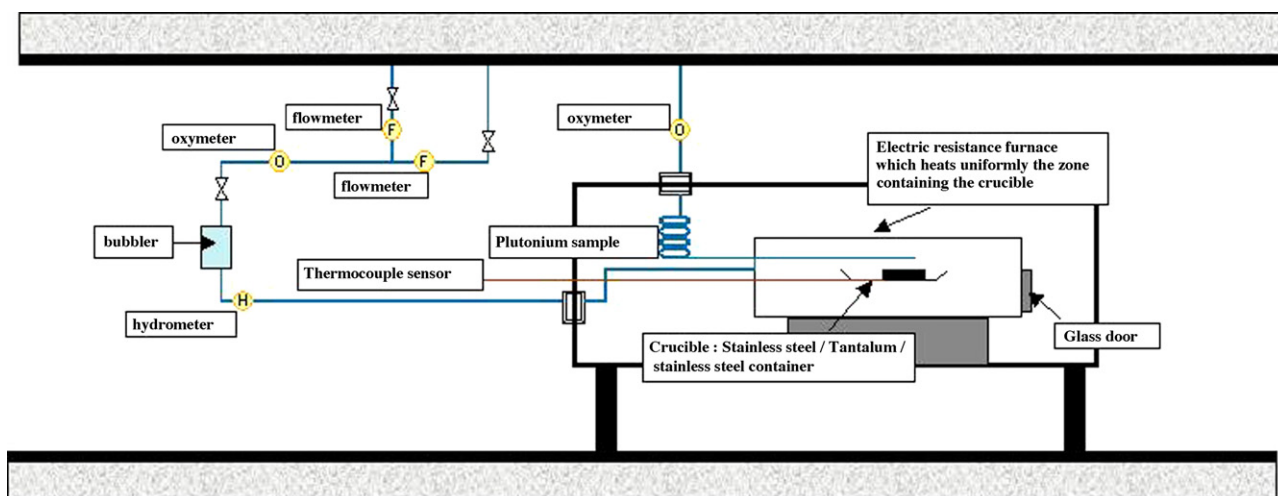 flowmeter
oxymeter
F
oxymeter
O
O
F
flowmeter
Electric resistance furnace
which heats uniformly the zone
containing the crucible
bubbler
Plutonium sample
Thermocouple sensor
H
hydrometer
Glass door
Crucible : Stainless steel / Tantalum /
stainless steel container